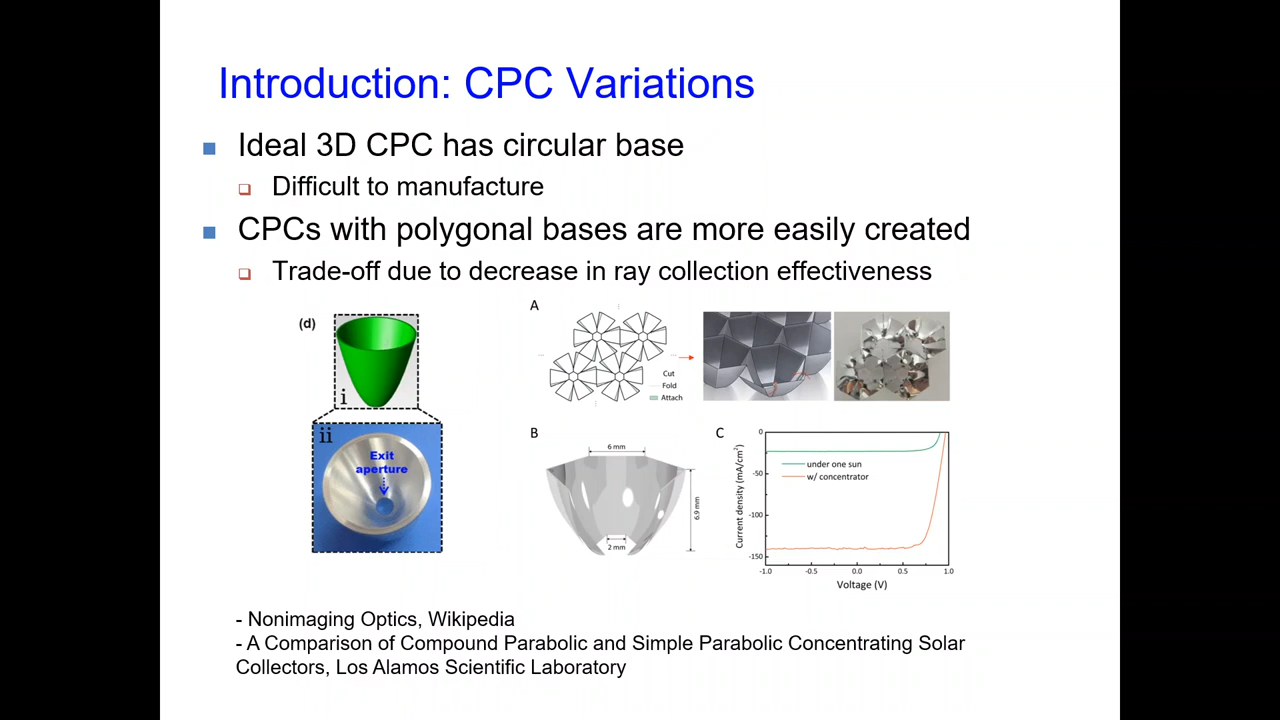 Introduction: CPC Variations
Ideal 3D CPC has circular base
Difficult to manufacture
CPCs with polygonal bases are more easily created
Trade-off due to decrease in ray collection effectiveness
(d)
i
ii
Exit
aperture
A
Cut
Fold
Attach
B
6 mm
6.9 mm
2 mm
C
0
-50
-100
-150
Current density (mA/cm²)
under one sun
w/ concentrator
-1.0 -0.5 0.0 0.5 1.0
Voltage (V)
- Nonimaging Optics, Wikipedia
- A Comparison of Compound Parabolic and Simple Parabolic Concentrating Solar
Collectors, Los Alamos Scientific Laboratory